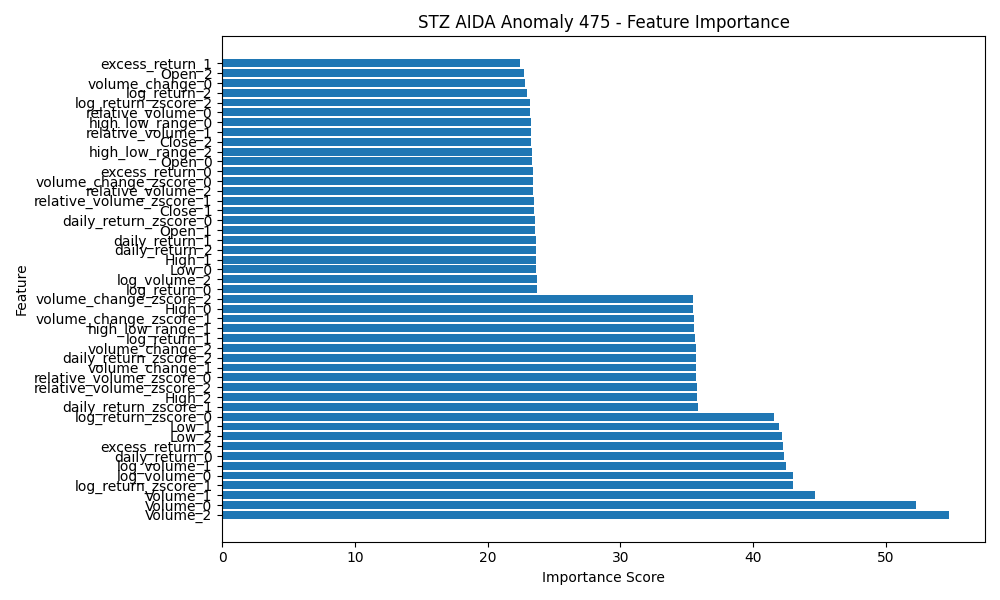 STZ AIDA Anomaly 475 - Feature Importance
Feature
excess_return_1
Open_2
volume_change_0
log_return_2
log_return_zscore_2
relative_volume_0
high_low_range_0
relative_volume_1
Close_2
high_low_range_2
Open_0
excess_return_0
volume_change_zscore_0
relative_volume_2
relative_volume_zscore_1
Close_1
daily_return_zscore_0
Open_1
daily_return_1
daily_return_2
High_1
Low_0
log_volume_2
log_return_0
volume_change_zscore_2
High_0
volume_change_zscore_1
high_low_range_1
log_return_1
volume_change_2
daily_return_zscore_2
volume_change_1
relative_volume_zscore_0
relative_volume_zscore_2
High_2
daily_return_zscore_1
log_return_zscore_0
Low_1
Low_2
excess_return_2
daily_return_0
log_volume_1
log_volume_0
log_return_zscore_1
Volume_1
Volume_0
Volume_2
0 10 20 30 40 50
Importance Score